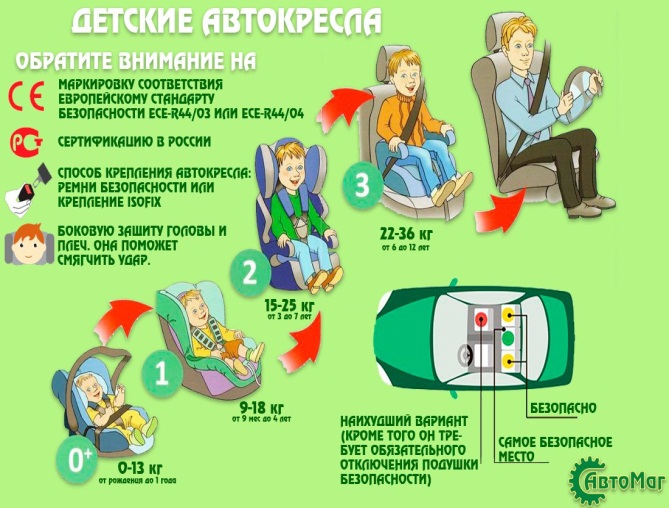 ДЕТСКИЕ АВТОКРЕСЛА
ОБРАТИТЕ ВНИМАНИЕ НА
МАРКИРОВКУ СООТВЕТСТВИЯ
ЕВРОПЕЙСКОМУ СТАНДАРТУ
БЕЗОПАСНОСТИ ECE-R44/03 ИЛИ ECE-R44/04
СЕРТИФИКАЦИЮ В РОССИИ
СПОСОБ КРЕПЛЕНИЯ АВТОКРЕСЛА:
РЕМНИ БЕЗОПАСНОСТИ ИЛИ
КРЕПЛЕНИЕ ISOFIX
БОКОВУЮ ЗАЩИТУ ГОЛОВЫ И
ПЛЕЧ. ОНА ПОМОЖЕТ
СМЯГЧИТЬ УДАР.
3
22-36 кг
от 6 до 12 лет
2
15-25 кг
от 3 до 7 лет
1
9-18 кг
от 9 мес до 4 лет
0+
0-13 кг
от рождения до 1 года
БЕЗОПАСНО
САМОЕ БЕЗОПАСНОЕ
МЕСТО
НАИХУДШИЙ ВАРИАНТ
(КРОМЕ ТОГО ОН ТРЕ-
БУЕТ ОБЯЗАТЕЛЬНОГО
ОТКЛЮЧЕНИЯ ПОДУШКИ
БЕЗОПАСНОСТИ)
АвтоМаг